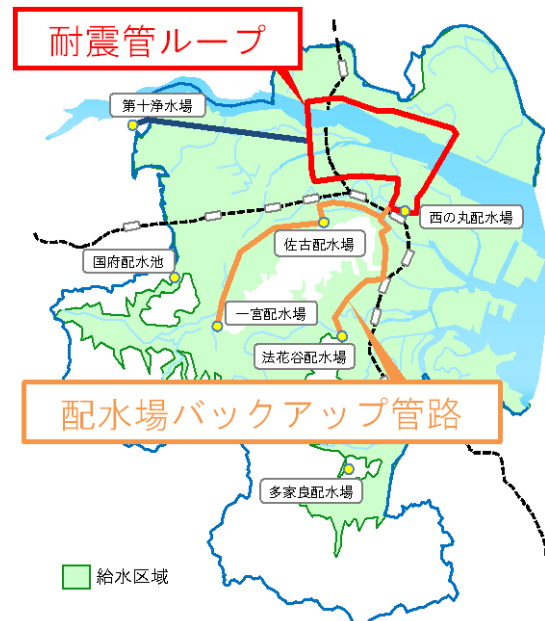 耐震管ループ
第十浄水場
西の丸配水場
佐古配水場
国府配水池
一宮配水場
法花谷配水場
配水場バックアップ管路
多家良配水場
給水区域